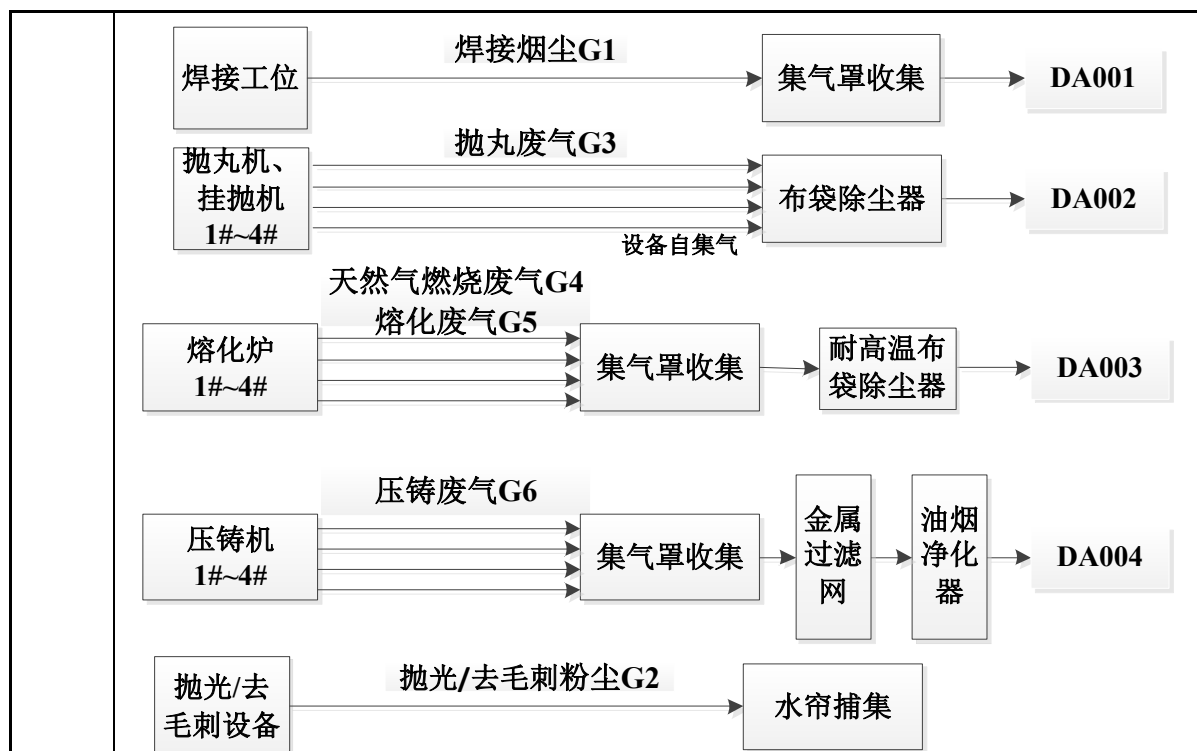 焊接烟尘G1
焊接工位
集气罩收集
DA001
抛丸废气G3
抛丸机、
挂抛机
1#~4#
布袋除尘器
DA002
设备自集气
天然气燃烧废气G4
熔化废气G5
熔化炉
1#~4#
集气罩收集
耐高温布
袋除尘器
DA003
压铸废气G6
压铸机
1#~4#
集气罩收集
金属
过滤
网
油烟
净化
器
DA004
抛光/去毛刺粉尘G2
抛光/去
毛刺设备
水帘捕集